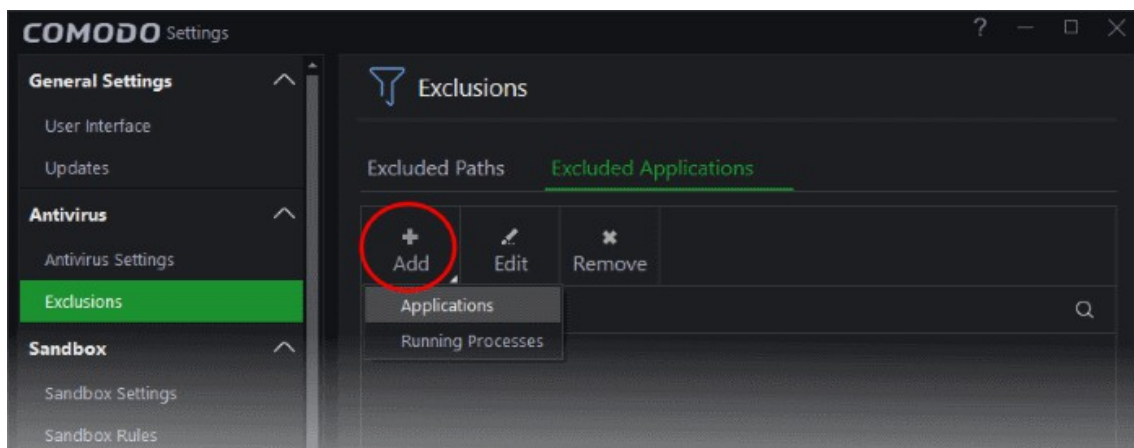 COMODO Settings
?
General Settings
User Interface
Updates
Antivirus
Antivirus Settings
Exclusions
Sandbox
Sandbox Settings
Sandbox Rules
Exclusions
Excluded Paths Excluded Applications
Add Edit Remove
Applications
Running Processes